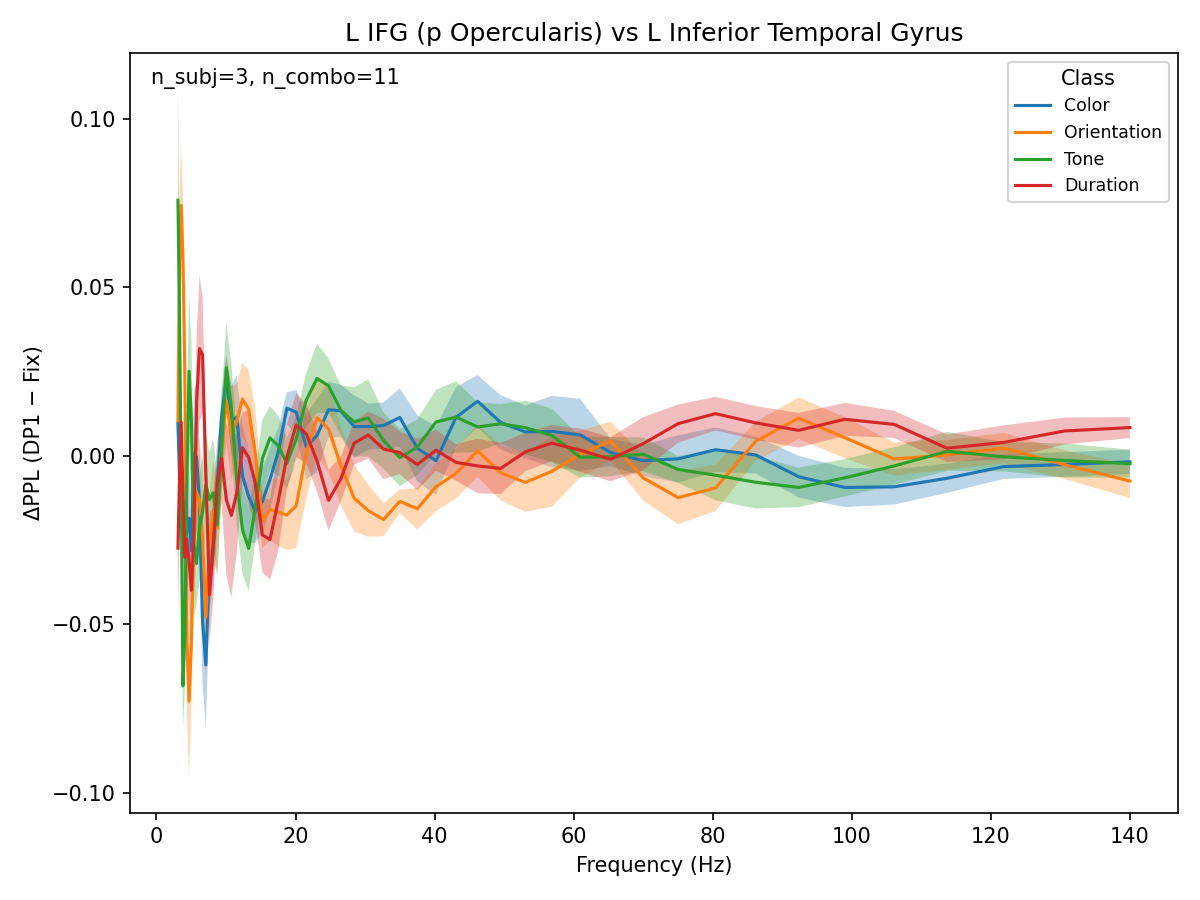 L IFG (p Opercularis) vs L Inferior Temporal Gyrus
n_subj=3, n_combo=11
Class
Color
Orientation
Tone
Duration
ΔPPL (DP1 − Fix)
0.10
0.05
0.00
−0.05
−0.10
0 20 40 60 80 100 120 140
Frequency (Hz)